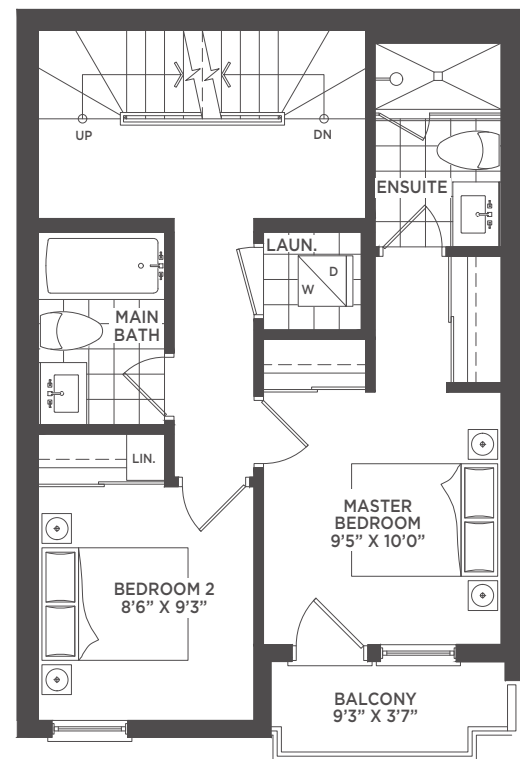 UP
DN
ENSUITE
LAUN.
D
W
MAIN
BATH
LIN.
MASTER
BEDROOM
9’5” X 10’0”
BEDROOM 2
8’6” X 9’3”
BALCONY
9’3” X 3’7”